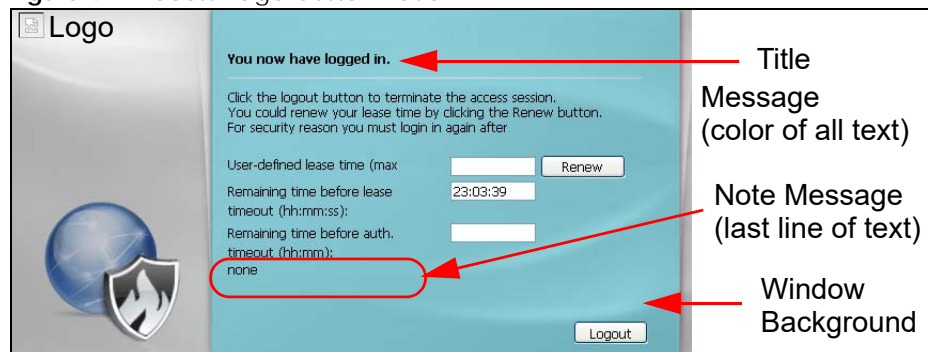 Logo
You now have logged in.
Title
Click the logout button to terminate the access session.
You could renew your lease time by clicking the Renew button.
For security reason you must login in again after
Message
(color of all text)
User-defined lease time (max
Renew
Remaining time before lease
timeout (hh:mm:ss):
23:03:39
Remaining time before auth.
timeout (hh:mm):
none
Note Message
(last line of text)
Window
Background
Logout